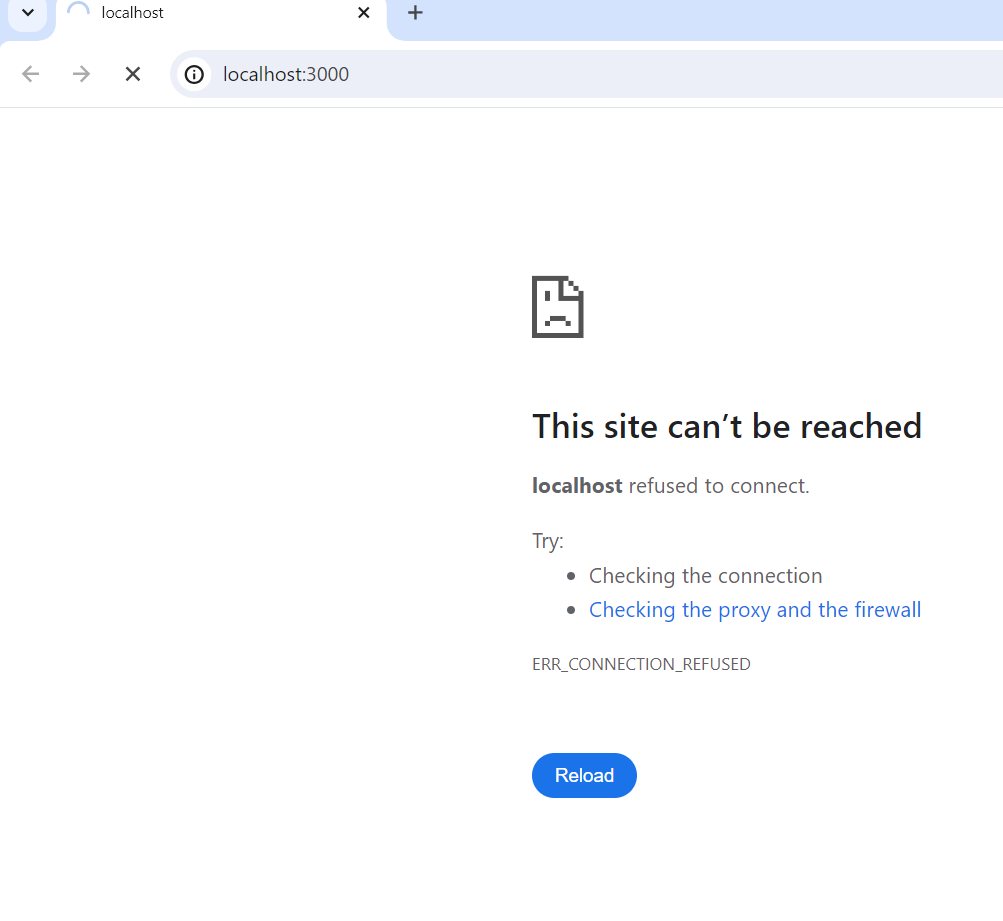 localhost
localhost:3000
This site can’t be reached
localhost refused to connect.
Try:
Checking the connection
Checking the proxy and the firewall
ERR_CONNECTION_REFUSED
Reload